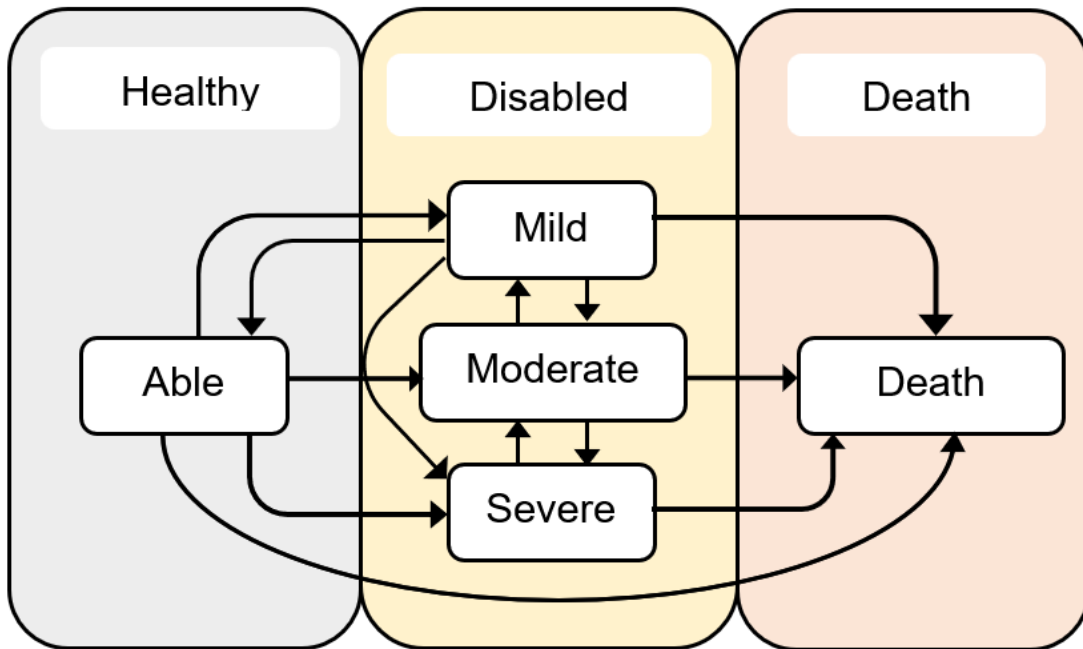 Healthy
Disabled
Death
Mild
Able
Moderate
Death
Severe